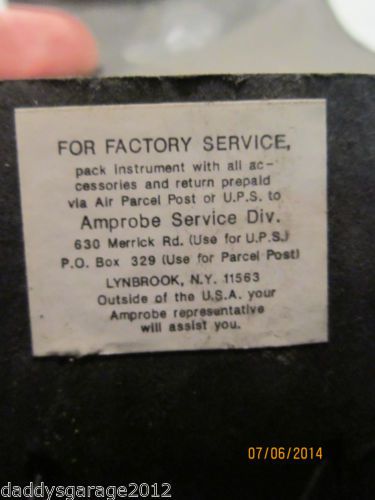 FOR FACTORY SERVICE,
pack instrument with all ac-
cessories and return prepaid
via Air Parcel Post or U.P.S. to
Amprobe Service Div.
630 Merrick Rd. (Use for U.P.S.)
P.O. Box 329 (Use for Parcel Post)
LYNBROOK, N.Y. 11563
Outside of the U.S.A. your
Amprobe representative
will assist you.
07/06/2014
daddysgarage2012